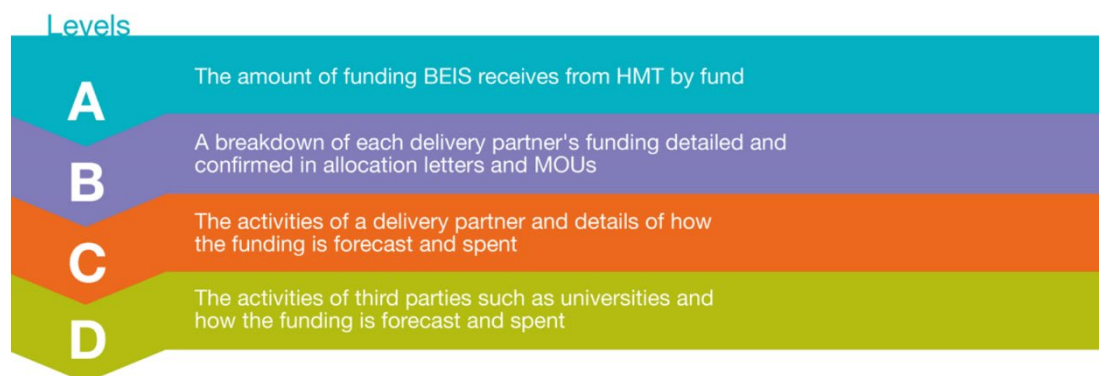 Levels
A
The amount of funding BEIS receives from HMT by fund
B
A breakdown of each delivery partner's funding detailed and
confirmed in allocation letters and MOUs
C
The activities of a delivery partner and details of how
the funding is forecast and spent
D
The activities of third parties such as universities and
how the funding is forecast and spent